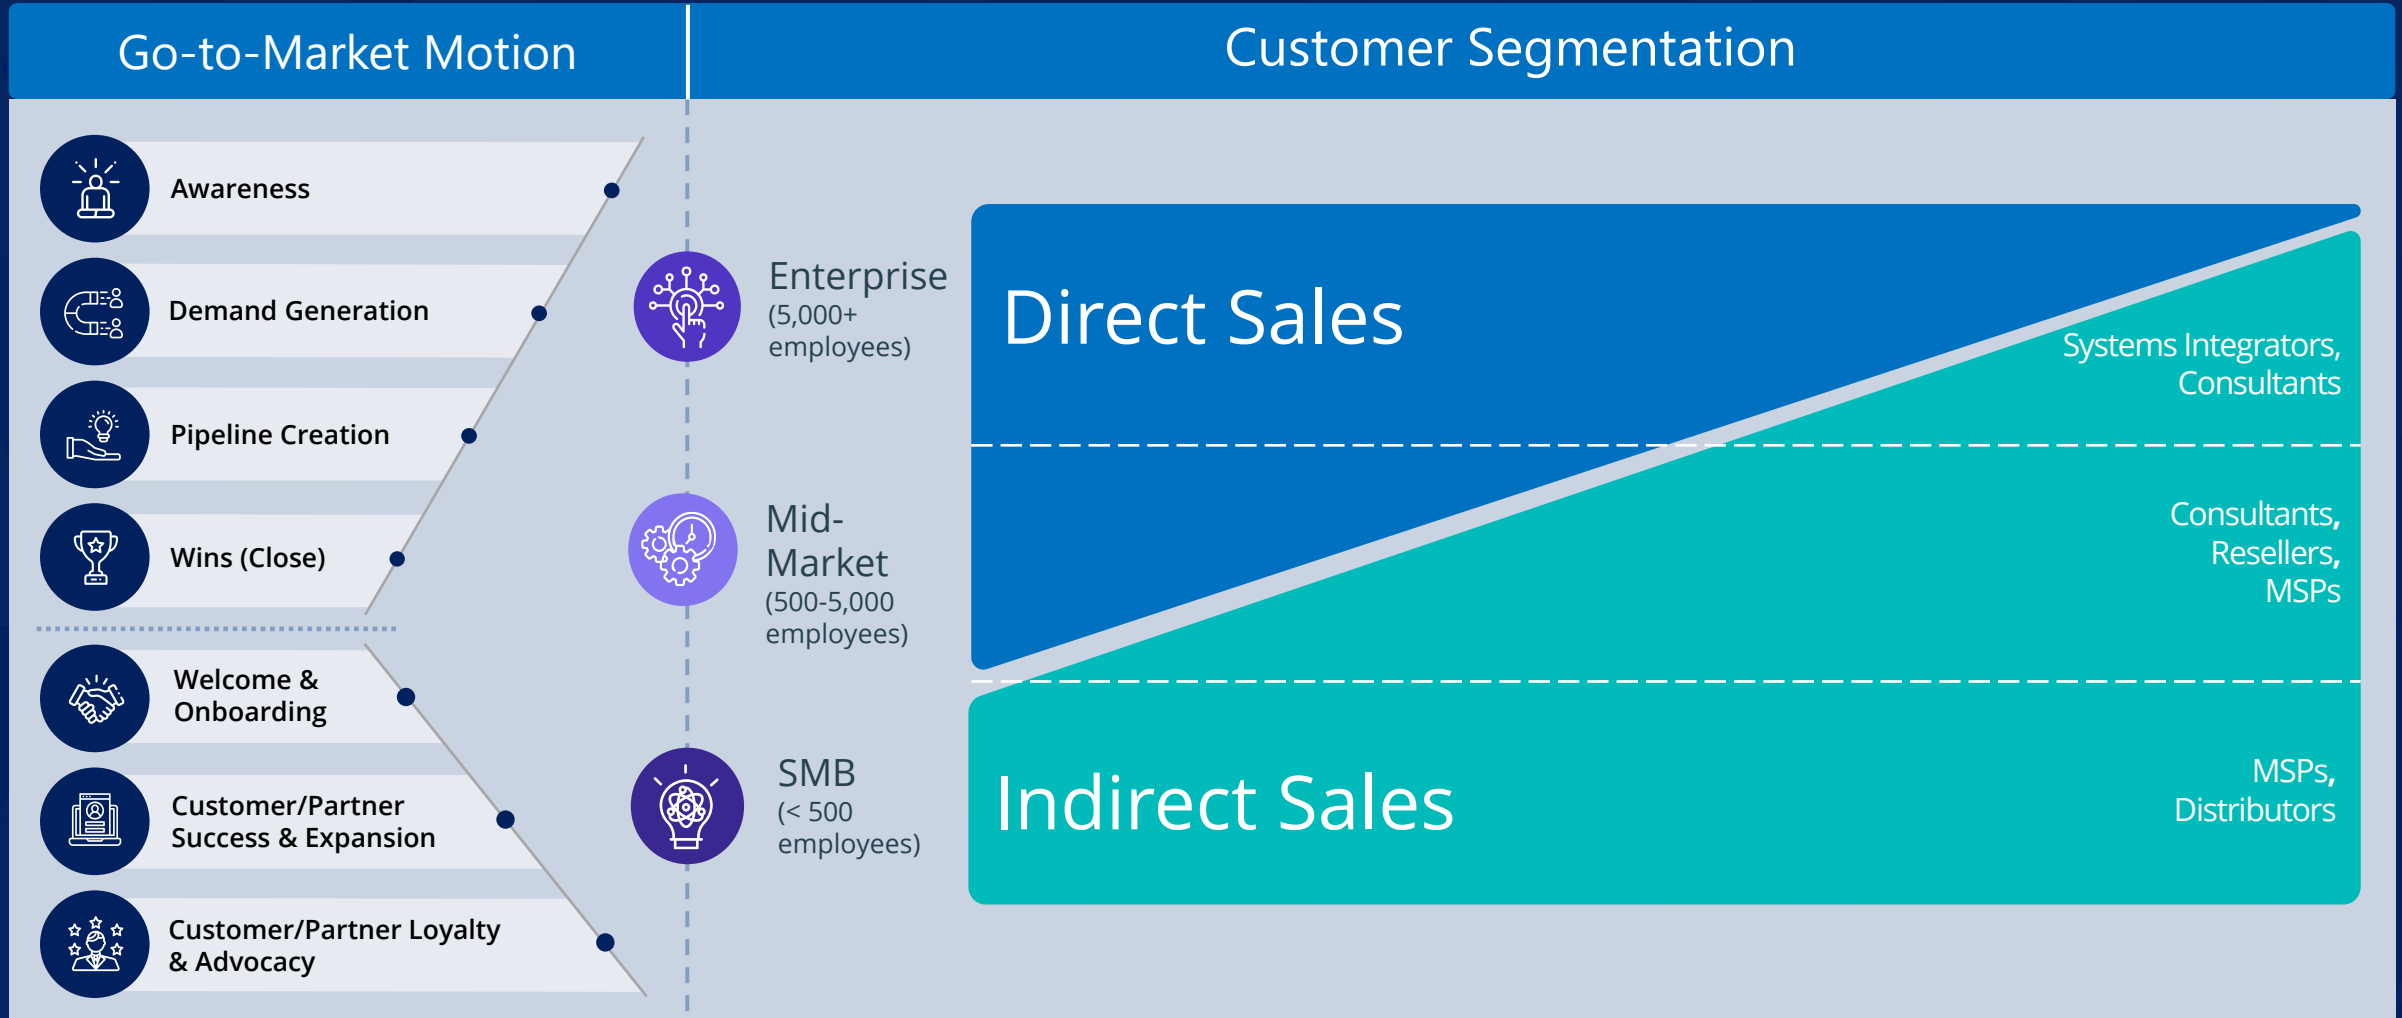 Go-to-Market Motion
Customer Segmentation
Awareness
Demand Generation
Pipeline Creation
Wins (Close)
Welcome &
Onboarding
Customer/Partner
Success & Expansion
Customer/Partner Loyalty
& Advocacy
Enterprise
(5,000+
employees)
Mid-
Market
(500-5,000
employees)
SMB
(< 500
employees)
Direct Sales
Systems Integrators,
Consultants
Consultants,
Resellers,
MSPs
Indirect Sales
MSPs,
Distributors